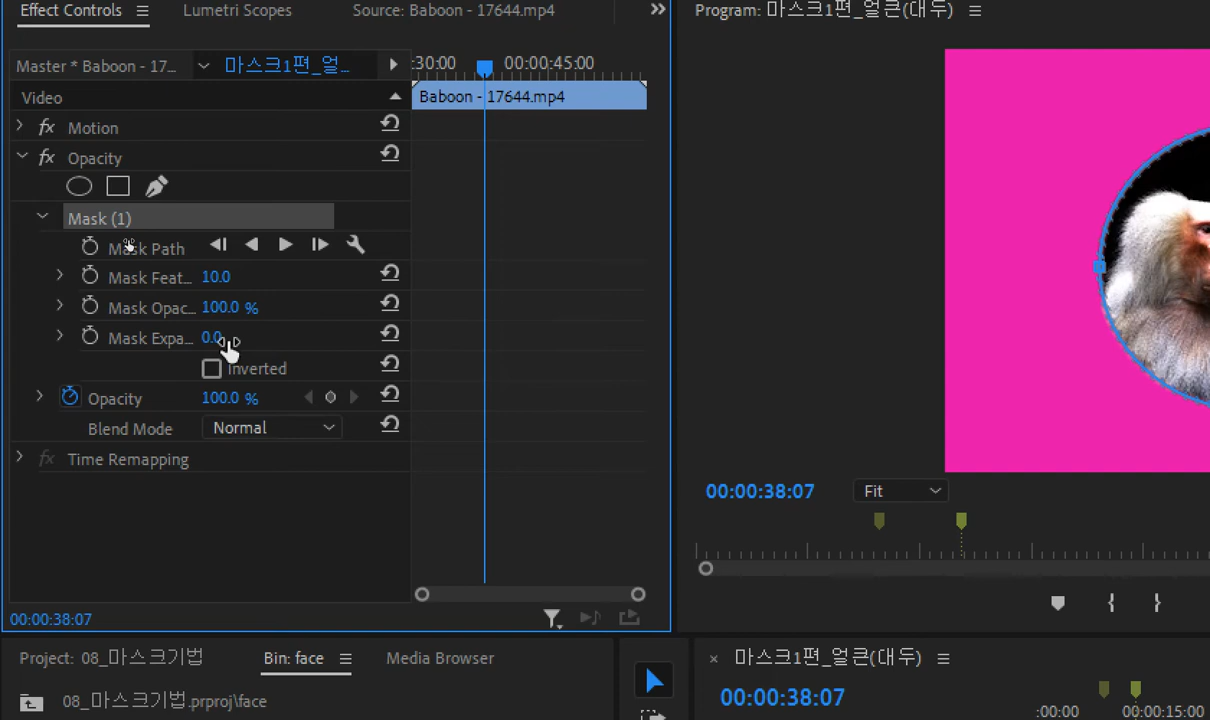 Effect Controls
Lumetri Scopes
Source: Baboon - 17644.mp4
Program: 마스크1편_얼큰(대두)
Master * Baboon - 17...
마스크1편_얼...
:30:00
00:00:45:00
Video
Baboon - 17644.mp4
fx Motion
fx Opacity
Mask (1)
Mask Path
Mask Feat...
10.0
Mask Opac...
100.0 %
Mask Expa...
0.0
Inverted
Opacity
100.0 %
Blend Mode
Normal
fx Time Remapping
00:00:38:07
Fit
00:00:38:07
Project: 08_마스크기법
Bin: face
Media Browser
× 마스크1편_얼큰(대두)
08_마스크기법.prproj\face
00:00:38:07
:00:00
00:00:15:00